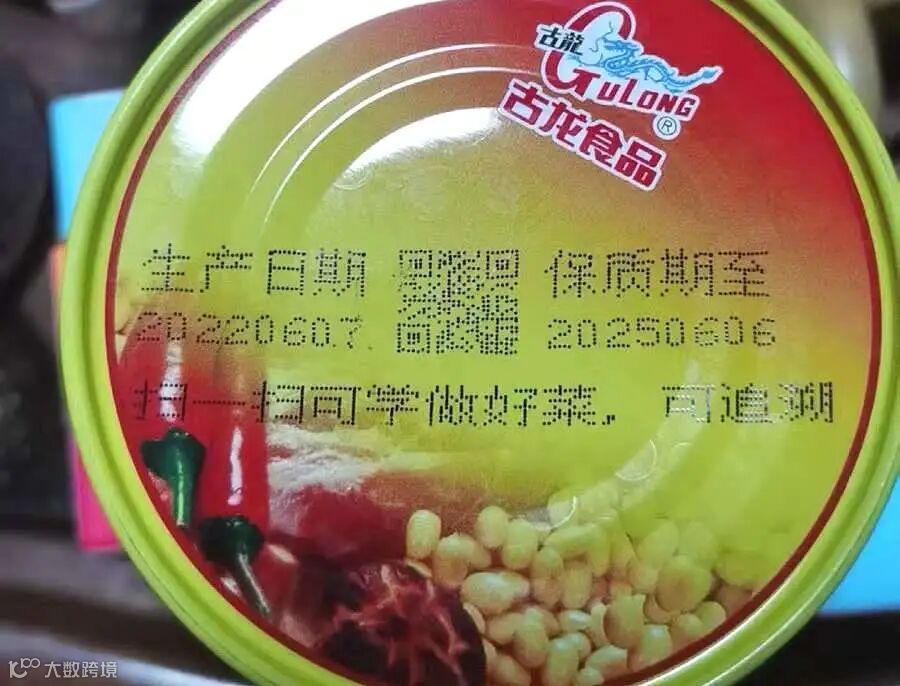 古龍
GULONG
®
古龙食品
生产日期 保质期至
20220607 20250606
扫一扫可学做好菜，可追溯
大数跨境